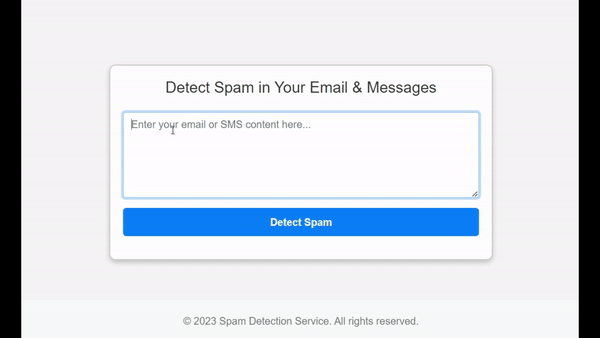 Detect Spam in Your Email & Messages
Enter your email or SMS content here...
Detect Spam
© 2023 Spam Detection Service. All rights reserved.